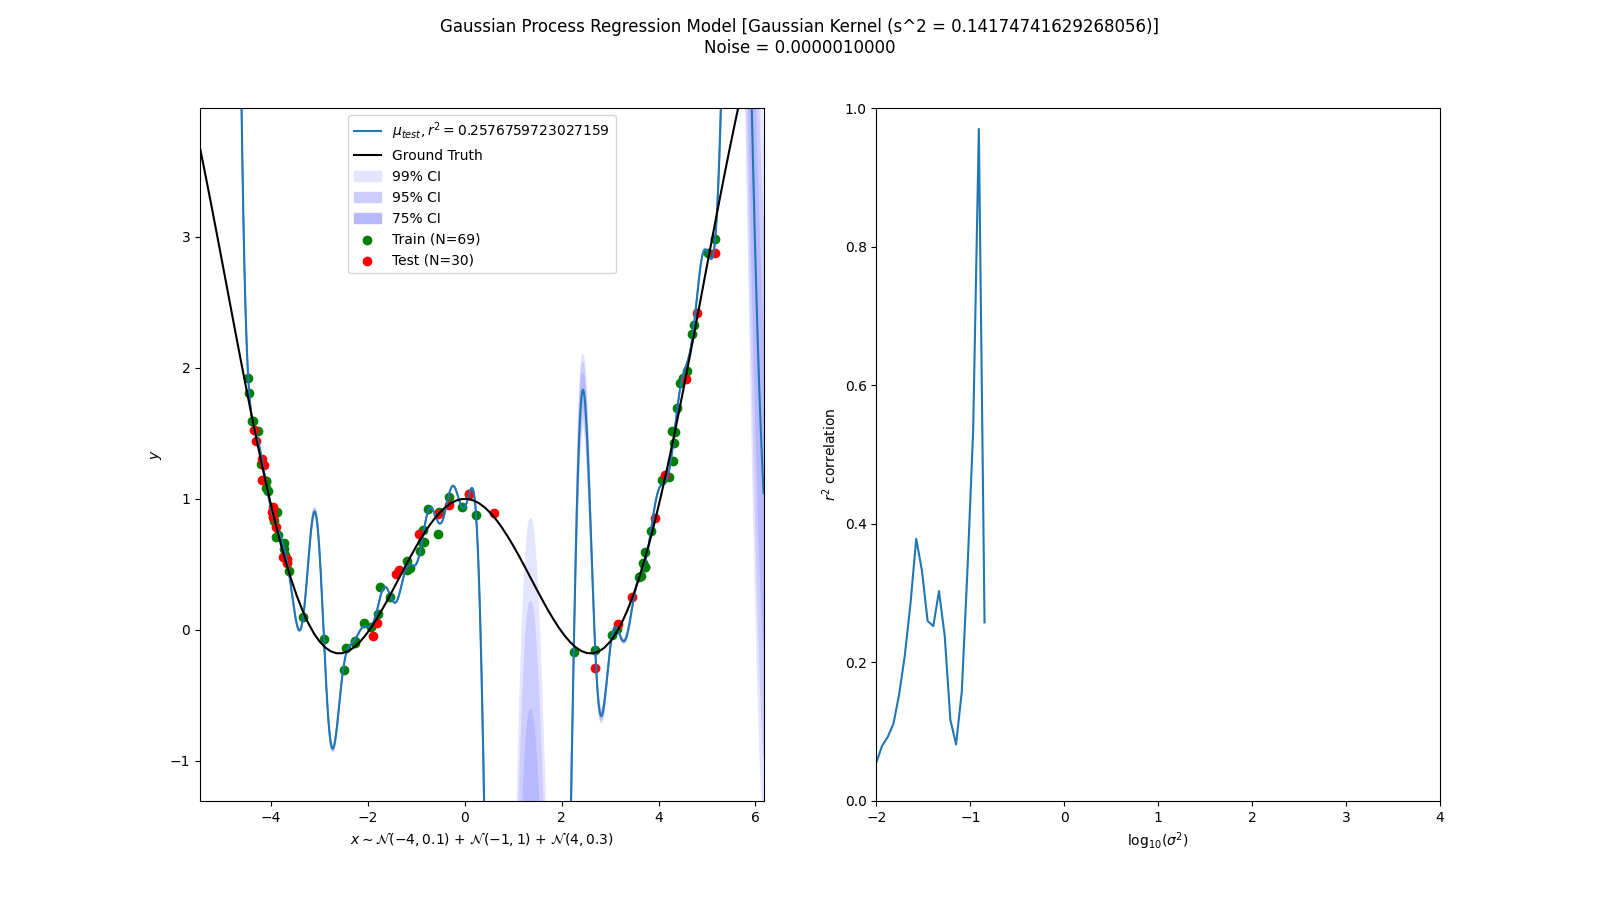 Gaussian Process Regression Model [Gaussian Kernel (s^2 = 0.14174741629268056)]
Noise = 0.0000010000
μ_test, r² = 0.2576759723027159
Ground Truth
99% CI
95% CI
75% CI
Train (N=69)
Test (N=30)
3
2
1
0
−1
y
−4 −2 0 2 4 6
x ~ 𝒩(−4, 0.1) + 𝒩(−1, 1) + 𝒩(4, 0.3)
1.0
0.8
0.6
0.4
0.2
0.0
r² correlation
−2 −1 0 1 2 3 4
log₁₀(σ²)